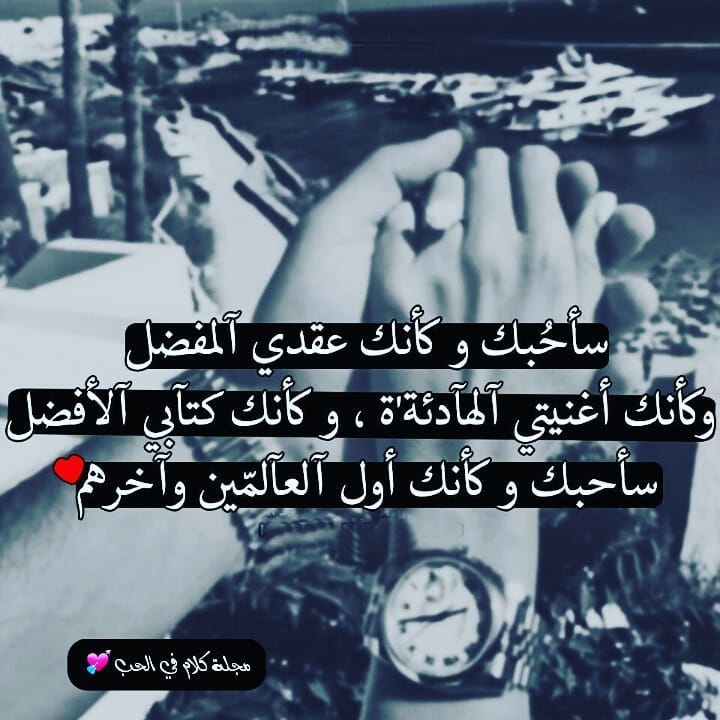 سأحُبك و كأنك عقدي آلمفضل
وكأنك أغنيتي آلهآدئة'ة ، و كأنك كتآبي آلأفضل
سأحبك و كأنك أول آلعآلمّين وآخرهم
مجلة كلام في الحب